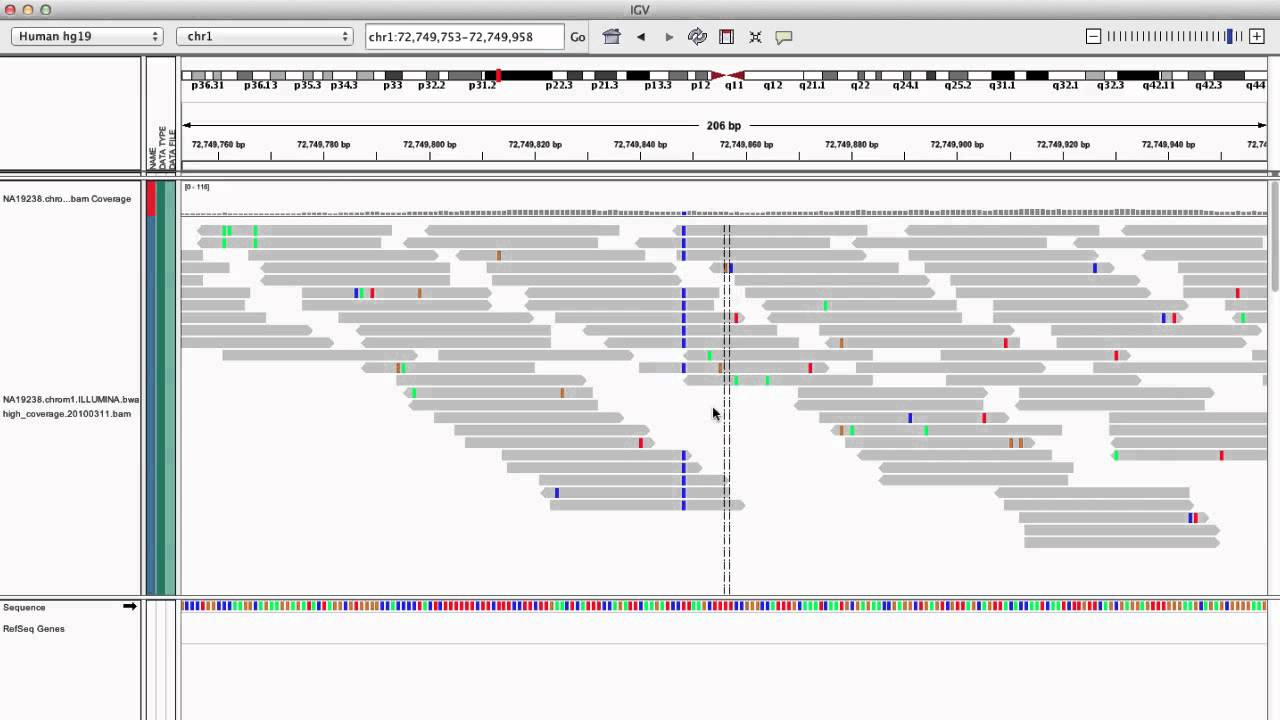 IGV
Human hg19 chr1 chr1:72,749,753-72,749,958 Go
p36.31 p36.13 p35.3 p34.3 p33 p32.2 p31.2 p22.3 p21.3 p13.3 p12 q11 q12 q21.1 q22 q24.1 q25.2 q31.1 q32.1 q32.3 q42.11 q42.3 q44
206 bp
72,749,760 bp 72,749,780 bp 72,749,800 bp 72,749,820 bp 72,749,840 bp 72,749,860 bp 72,749,880 bp 72,749,900 bp 72,749,920 bp 72,749,940 bp 72,74
NAME
DATA TYPE
DATA FILE
[0 - 116]
NA19238.chro...bam Coverage
NA19238.chrom1.ILLUMINA.bwa
high_coverage.20100311.bam
Sequence
RefSeq Genes